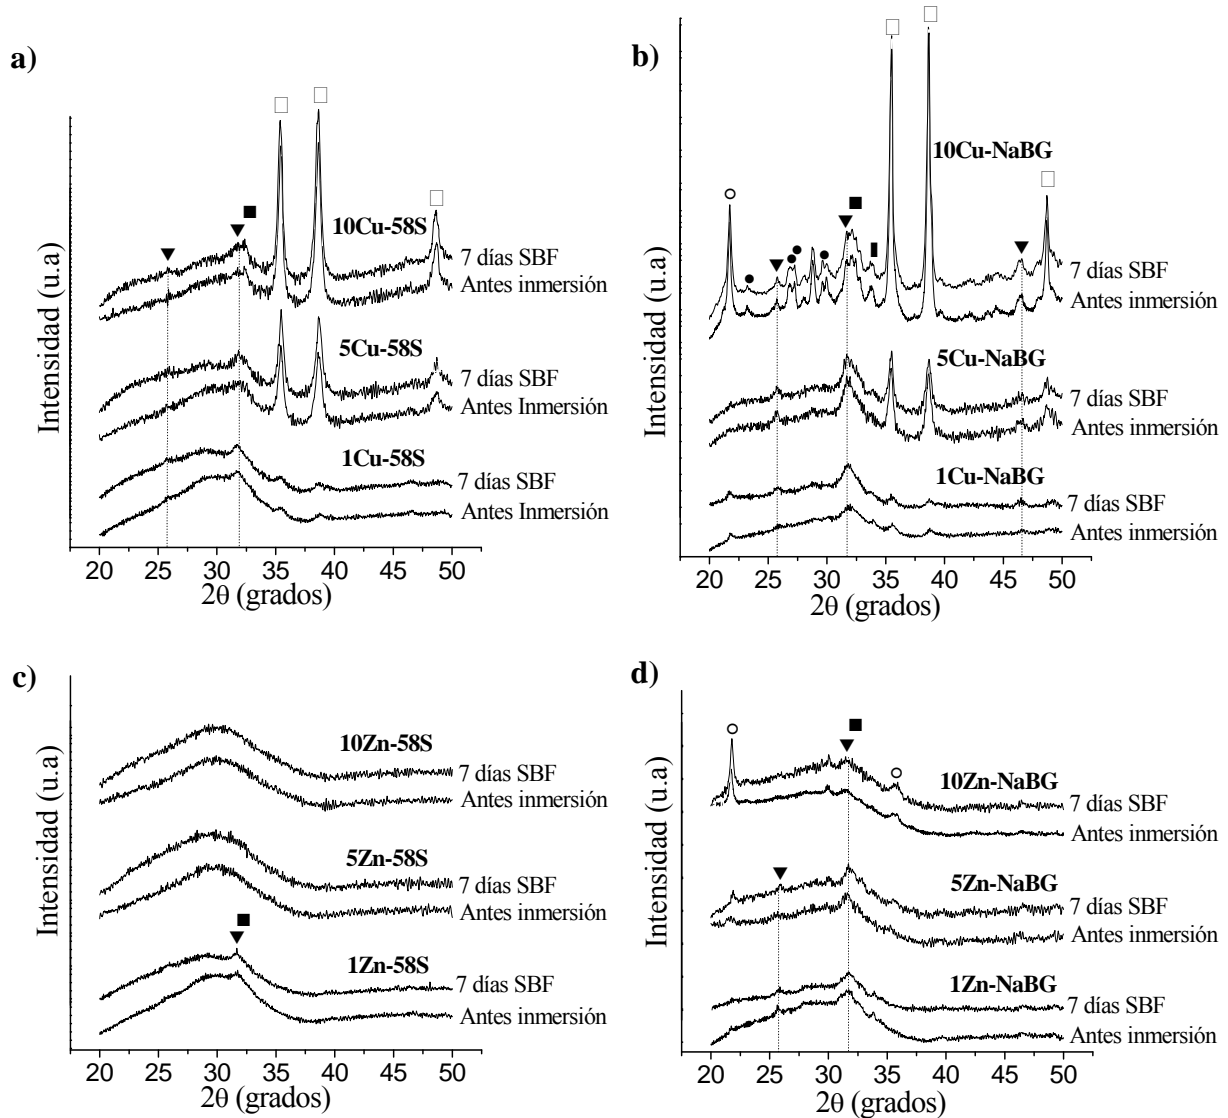 a)
10Cu-58S
7 días SBF
Antes inmersión
5Cu-58S
7 días SBF
Antes Inmersión
1Cu-58S
7 días SBF
Antes Inmersión
Intensidad (u.a)
20 25 30 35 40 45 50
2θ (grados)
b)
10Cu-NaBG
7 días SBF
Antes inmersión
5Cu-NaBG
7 días SBF
Antes inmersión
1Cu-NaBG
7 días SBF
Antes inmersión
Intensidad (u.a)
20 25 30 35 40 45 50
2θ (grados)
c)
10Zn-58S
7 días SBF
Antes inmersión
5Zn-58S
7 días SBF
Antes inmersión
1Zn-58S
7 días SBF
Antes inmersión
Intensidad (u.a)
20 25 30 35 40 45 50
2θ (grados)
d)
10Zn-NaBG
7 días SBF
Antes inmersión
5Zn-NaBG
7 días SBF
Antes inmersión
1Zn-NaBG
7 días SBF
Antes inmersión
Intensidad (u.a)
20 25 30 35 40 45 50
2θ (grados)